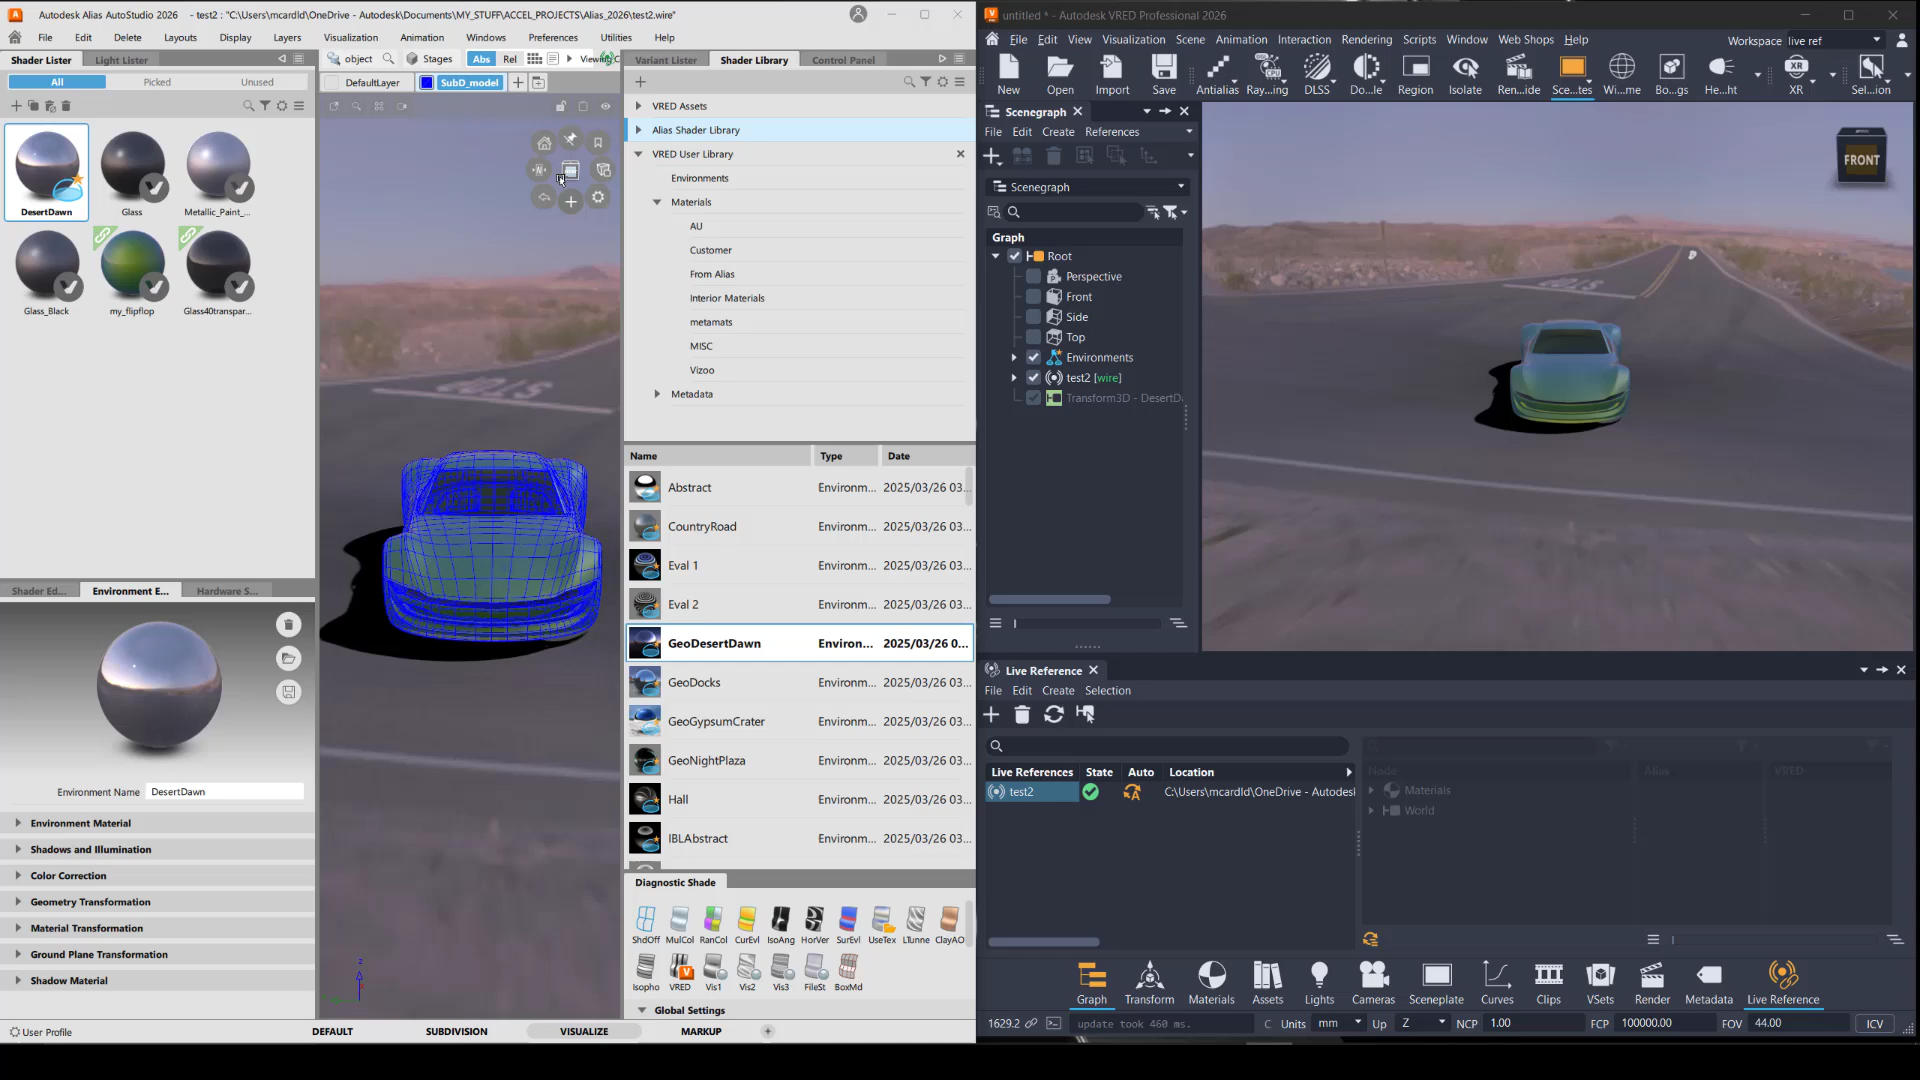 Autodesk Alias AutoStudio 2026 - test2 : "C:\Users\mcardld\OneDrive - Autodesk\Documents\MY_STUFF\ACCEL_PROJECTS\Alias_2026\test2.wire"
File Edit Delete Layouts Display Layers Visualization Animation Windows Preferences Utilities Help
Shader Lister Light Lister
object Stages Abs Rel Viewing
Variant Lister Shader Library Control Panel
All Picked Unused
DefaultLayer SubD_model
DesertDawn Glass Metallic_Paint_...
Glass_Black my_flipflop Glass40transpar...
VRED Assets
Alias Shader Library
VRED User Library
Environments
Materials
AU
Customer
From Alias
Interior Materials
metamats
MISC
Vizoo
Metadata
Name Type Date
Abstract Environm... 2025/03/26 03...
CountryRoad Environm... 2025/03/26 03...
Eval 1 Environm... 2025/03/26 03...
Eval 2 Environm... 2025/03/26 03...
GeoDesertDawn Environ... 2025/03/26 0...
GeoDocks Environm... 2025/03/26 03...
GeoGypsumCrater Environm... 2025/03/26 03...
GeoNightPlaza Environm... 2025/03/26 03...
Hall Environm... 2025/03/26 03...
IBLAbstract Environm... 2025/03/26 03...
Diagnostic Shade
ShdOff MulCol RanCol CurEvl IsoAng HorVer SurEvl UseTex LTunne ClayAO
Isopho VRED Vis1 Vis2 Vis3 FileSt BoxMd
Global Settings
Shader Ed... Environment E... Hardware S...
Environment Name DesertDawn
Environment Material
Shadows and Illumination
Color Correction
Geometry Transformation
Material Transformation
Ground Plane Transformation
Shadow Material
STOP
z
User Profile DEFAULT SUBDIVISION VISUALIZE MARKUP
untitled * - Autodesk VRED Professional 2026
File Edit View Visualization Scene Animation Interaction Rendering Scripts Window Web Shops Help
Workspace live ref
New Open Import Save Antialias Ray...ing DLSS Do...le Region Isolate Ren...ide Sce...tes Wi...me Bo...gs He...ht XR Sel...ion
Scenegraph
File Edit Create References
Scenegraph
Graph
Root
Perspective
Front
Side
Top
Environments
test2 [wire]
Transform3D - DesertDa
STOP
FRONT
Live Reference
File Edit Create Selection
Live References State Auto Location
test2 C:\Users\mcardld\OneDrive - Autodesk
Node Alias VRED
Materials
World
Graph Transform Materials Assets Lights Cameras Sceneplate Curves Clips VSets Render Metadata Live Reference
1629.2 update took 460 ms. C Units mm Up Z NCP 1.00 FCP 100000.00 FOV 44.00 ICV